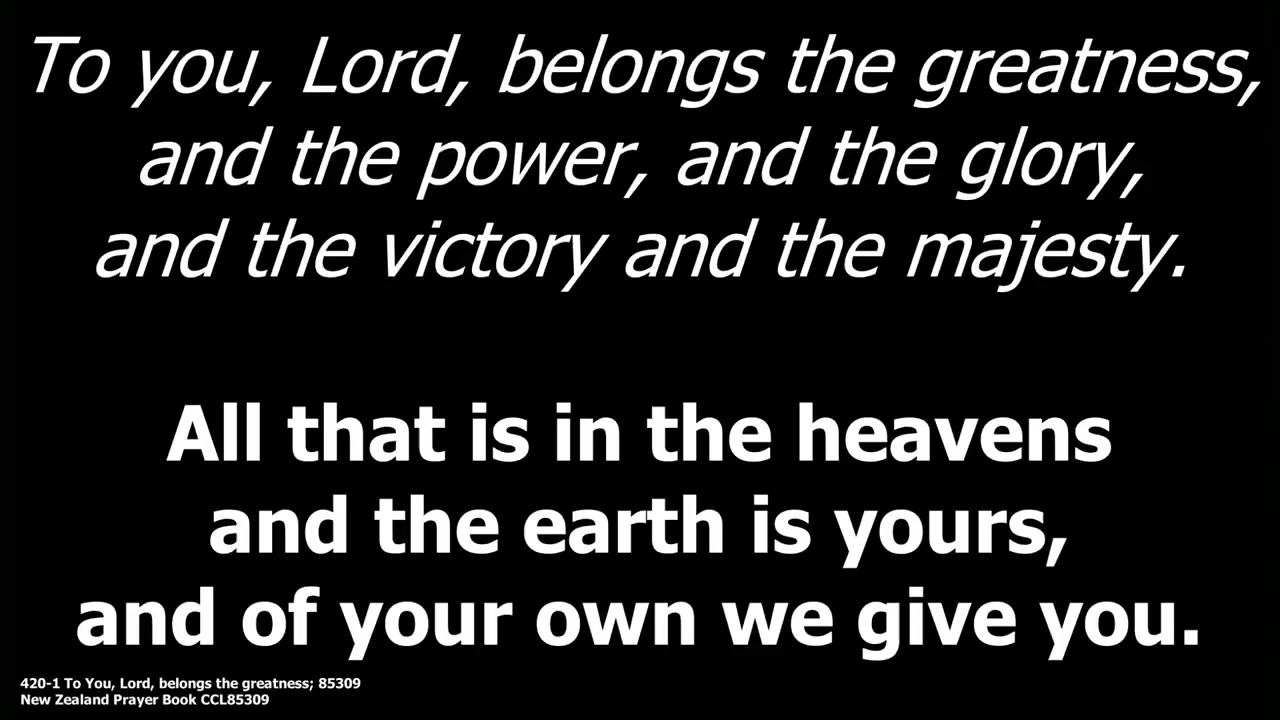 To you, Lord, belongs the greatness,
and the power, and the glory,
and the victory and the majesty.
All that is in the heavens
and the earth is yours,
and of your own we give you.
420-1 To You, Lord, belongs the greatness; 85309
New Zealand Prayer Book CCL85309